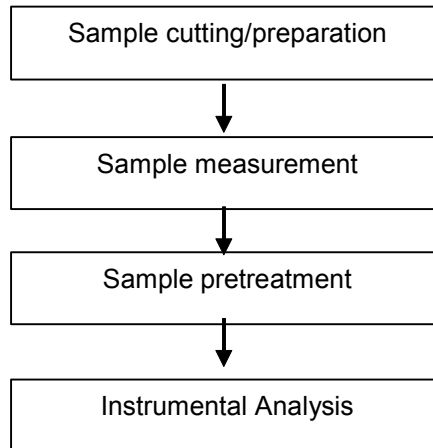 Sample cutting/preparation
Sample measurement
Sample pretreatment
Instrumental Analysis